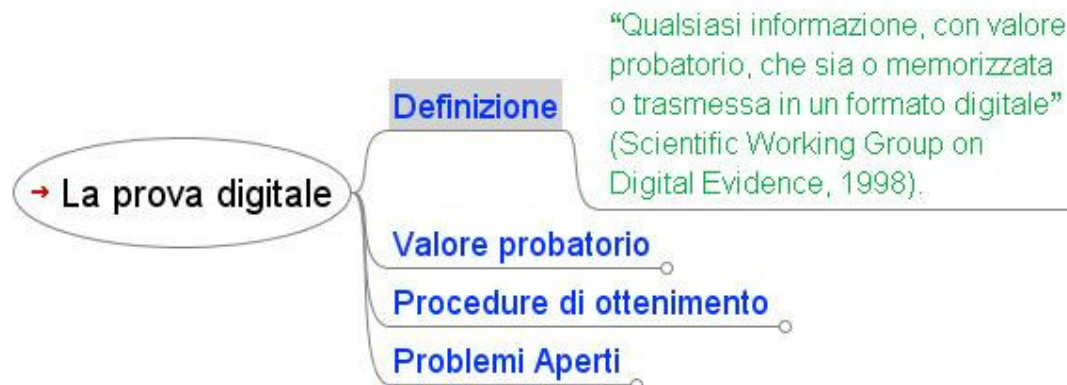 “Qualsiasi informazione, con valore
probatorio, che sia o memorizzata
o trasmessa in un formato digitale”
(Scientific Working Group on
Digital Evidence, 1998).
Definizione
La prova digitale
Valore probatorio
Procedure di ottenimento
Problemi Aperti